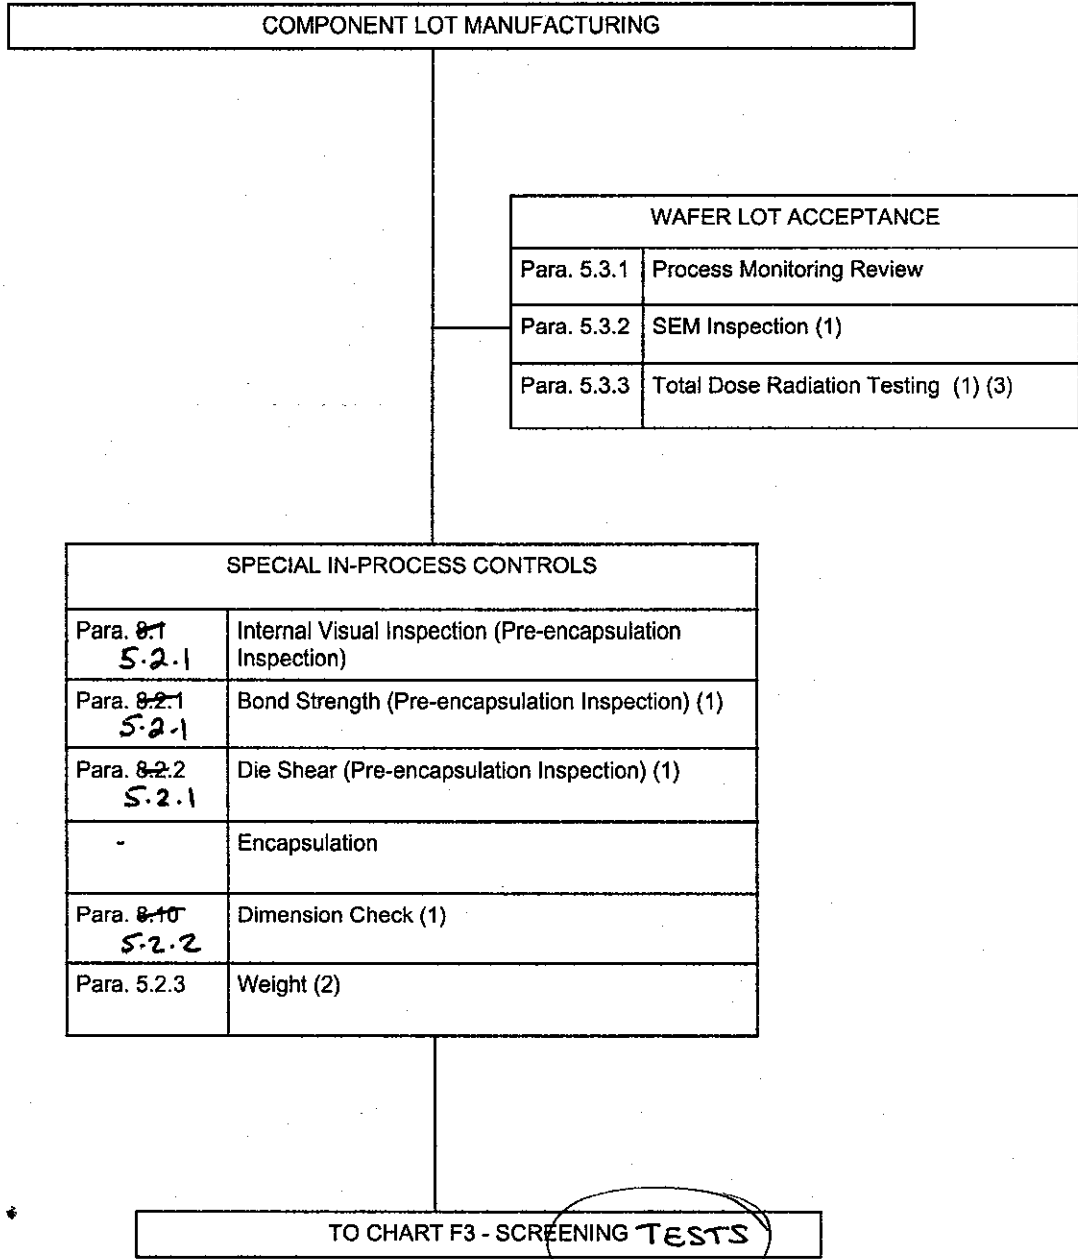 COMPONENT LOT MANUFACTURING
WAFER LOT ACCEPTANCE
Para. 5.3.1 Process Monitoring Review
Para. 5.3.2 SEM Inspection (1)
Para. 5.3.3 Total Dose Radiation Testing (1) (3)
SPECIAL IN-PROCESS CONTROLS
Para. 8.1 Internal Visual Inspection (Pre-encapsulation
5.2.1 Inspection)
Para. 8.2.1 Bond Strength (Pre-encapsulation Inspection) (1)
5.2.1
Para. 8.2.2 Die Shear (Pre-encapsulation Inspection) (1)
5.2.1
- Encapsulation
Para. 8.10 Dimension Check (1)
5.2.2
Para. 5.2.3 Weight (2)
TO CHART F3 - SCREENING TESTS